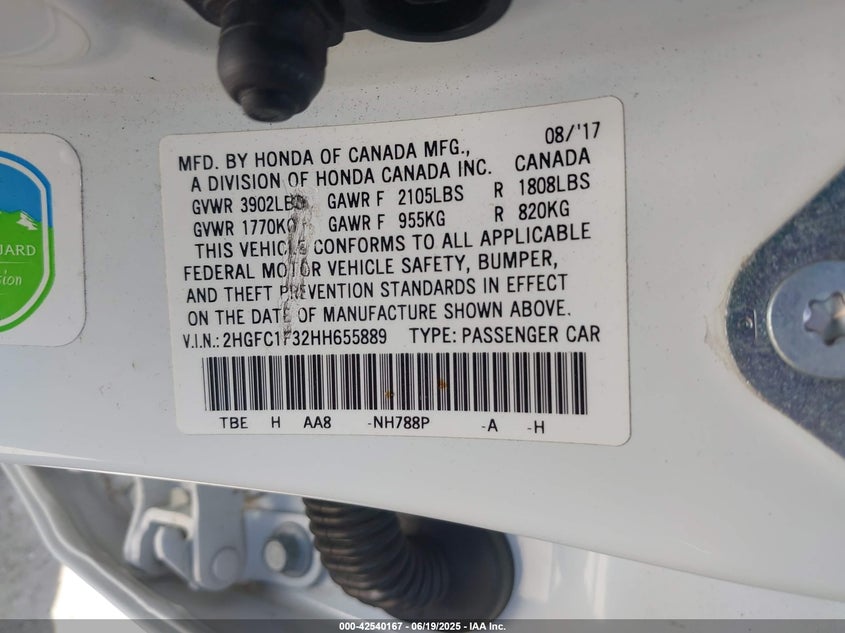 08/'17
MFD. BY HONDA OF CANADA MFG.,
A DIVISION OF HONDA CANADA INC. CANADA
GVWR 3902LBS GAWR F 2105LBS R 1808LBS
GVWR 1770KG GAWR F 955KG R 820KG
THIS VEHICLE CONFORMS TO ALL APPLICABLE
FEDERAL MOTOR VEHICLE SAFETY, BUMPER,
AND THEFT PREVENTION STANDARDS IN EFFECT
ON THE DATE OF MANUFACTURE SHOWN ABOVE.
V.I.N.: 2HGFC1F32HH655889 TYPE: PASSENGER CAR
TBE H AA8 -NH788P -A -H
000-42540167 - 06/19/2025 - IAA Inc.